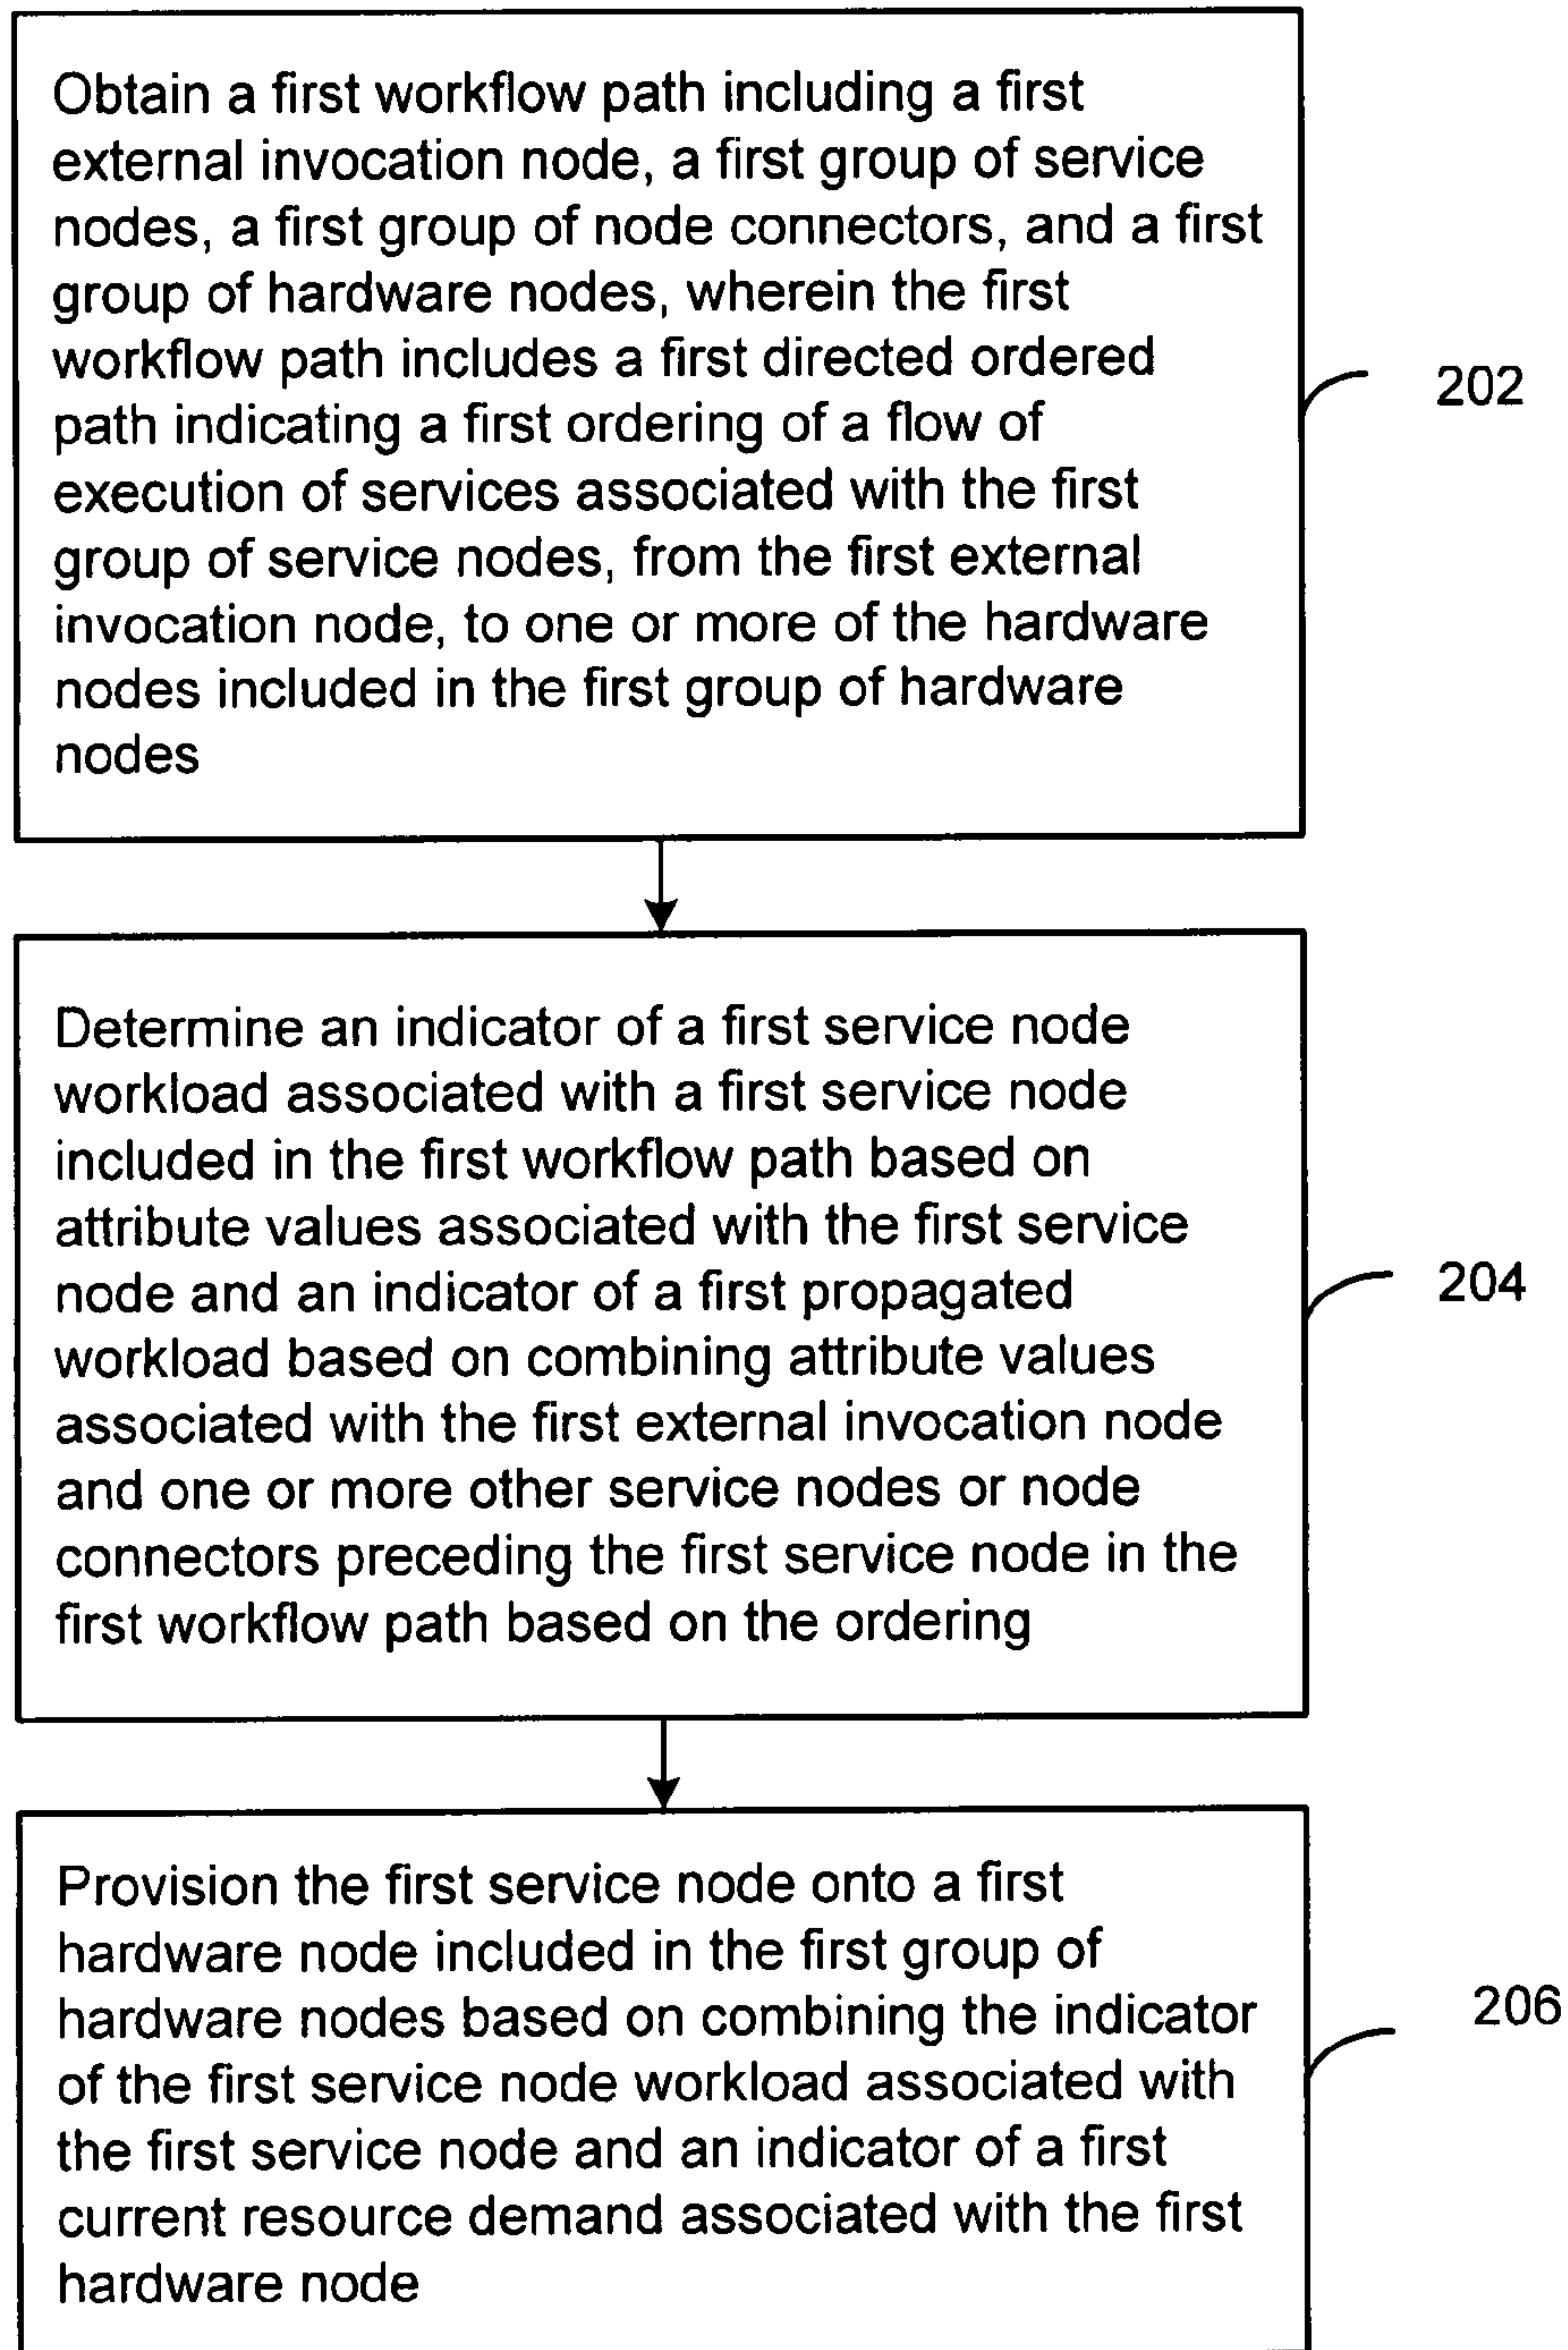 Obtain a first workflow path including a first
external invocation node, a first group of service
nodes, a first group of node connectors, and a first
group of hardware nodes, wherein the first
workflow path includes a first directed ordered
path indicating a first ordering of a flow of
execution of services associated with the first
group of service nodes, from the first external
invocation node, to one or more of the hardware
nodes included in the first group of hardware
nodes
202
Determine an indicator of a first service node
workload associated with a first service node
included in the first workflow path based on
attribute values associated with the first service
node and an indicator of a first propagated
workload based on combining attribute values
associated with the first external invocation node
and one or more other service nodes or node
connectors preceding the first service node in the
first workflow path based on the ordering
204
Provision the first service node onto a first
hardware node included in the first group of
hardware nodes based on combining the indicator
of the first service node workload associated with
the first service node and an indicator of a first
current resource demand associated with the first
hardware node
206